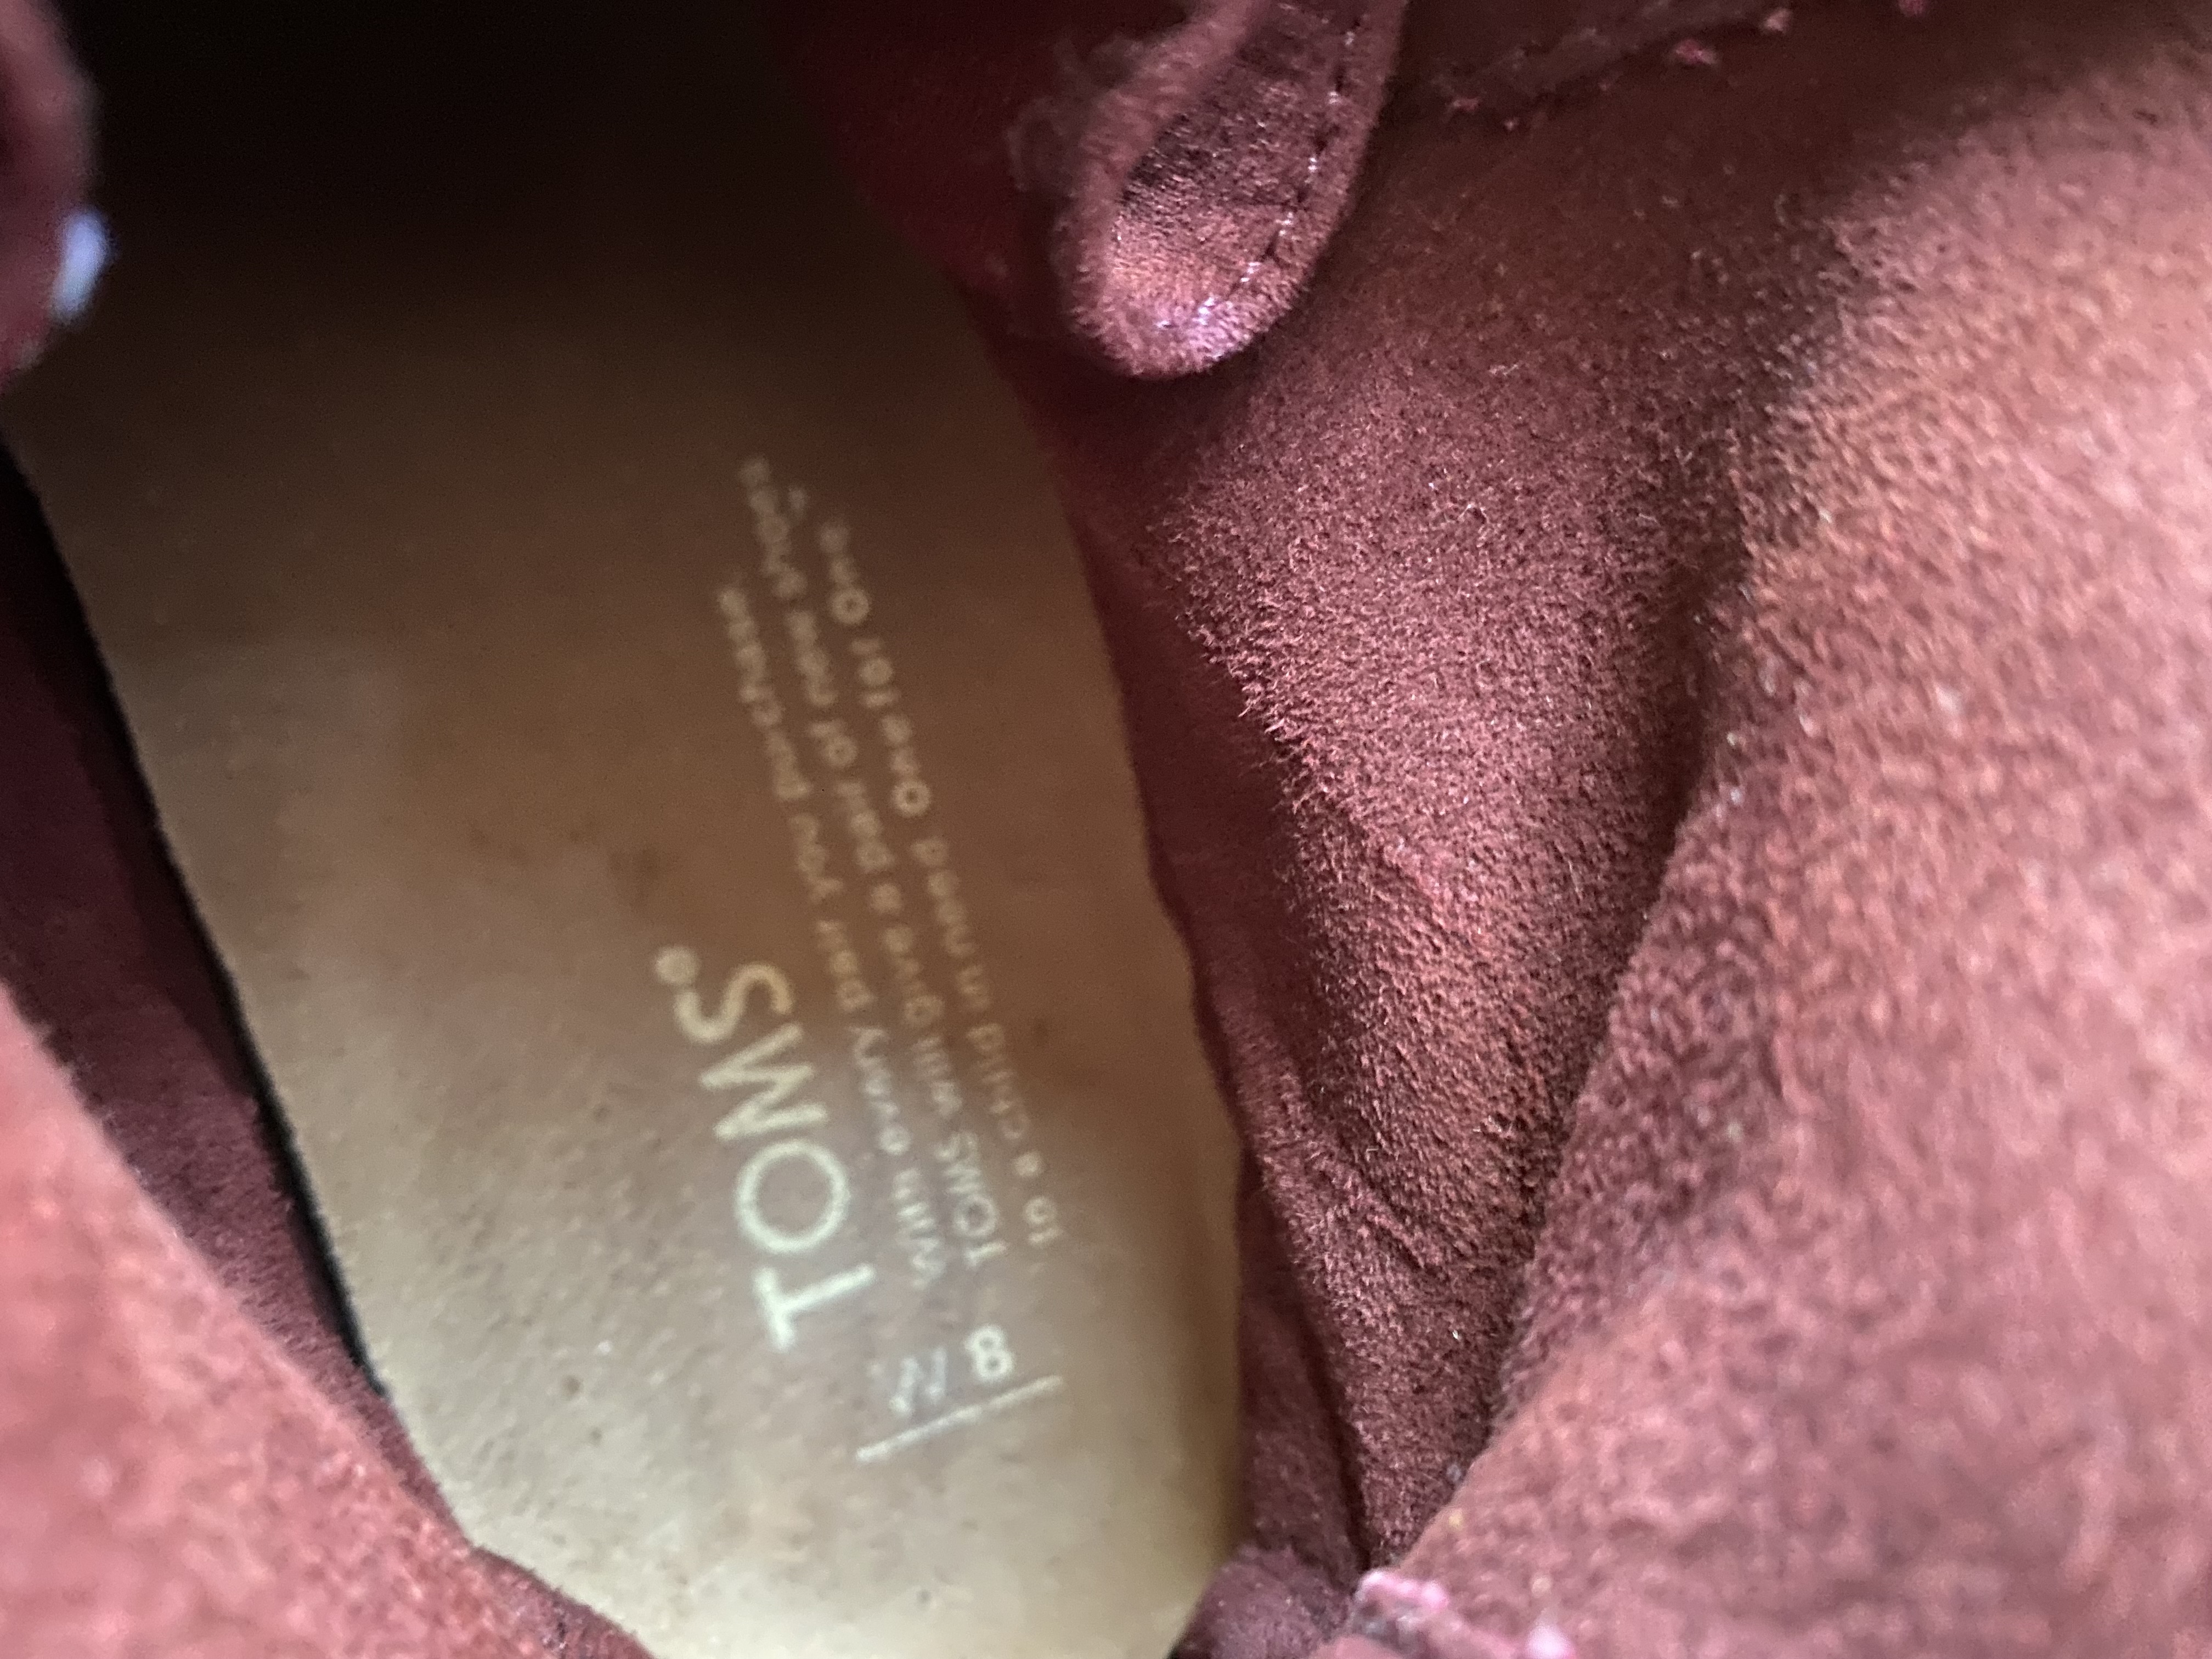 TOMS®
With every pair you purchase,
TOMS will give a pair of new shoes
to a child in need. One for One.
W 8